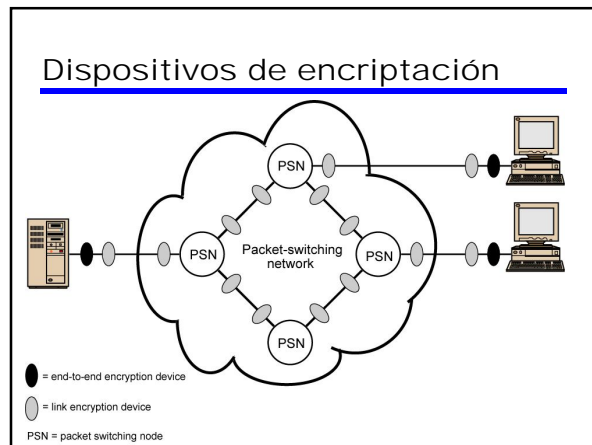 Dispositivos de encriptación
PSN
PSN
Packet-switching
network
PSN
PSN
= end-to-end encryption device
= link encryption device
PSN = packet switching node